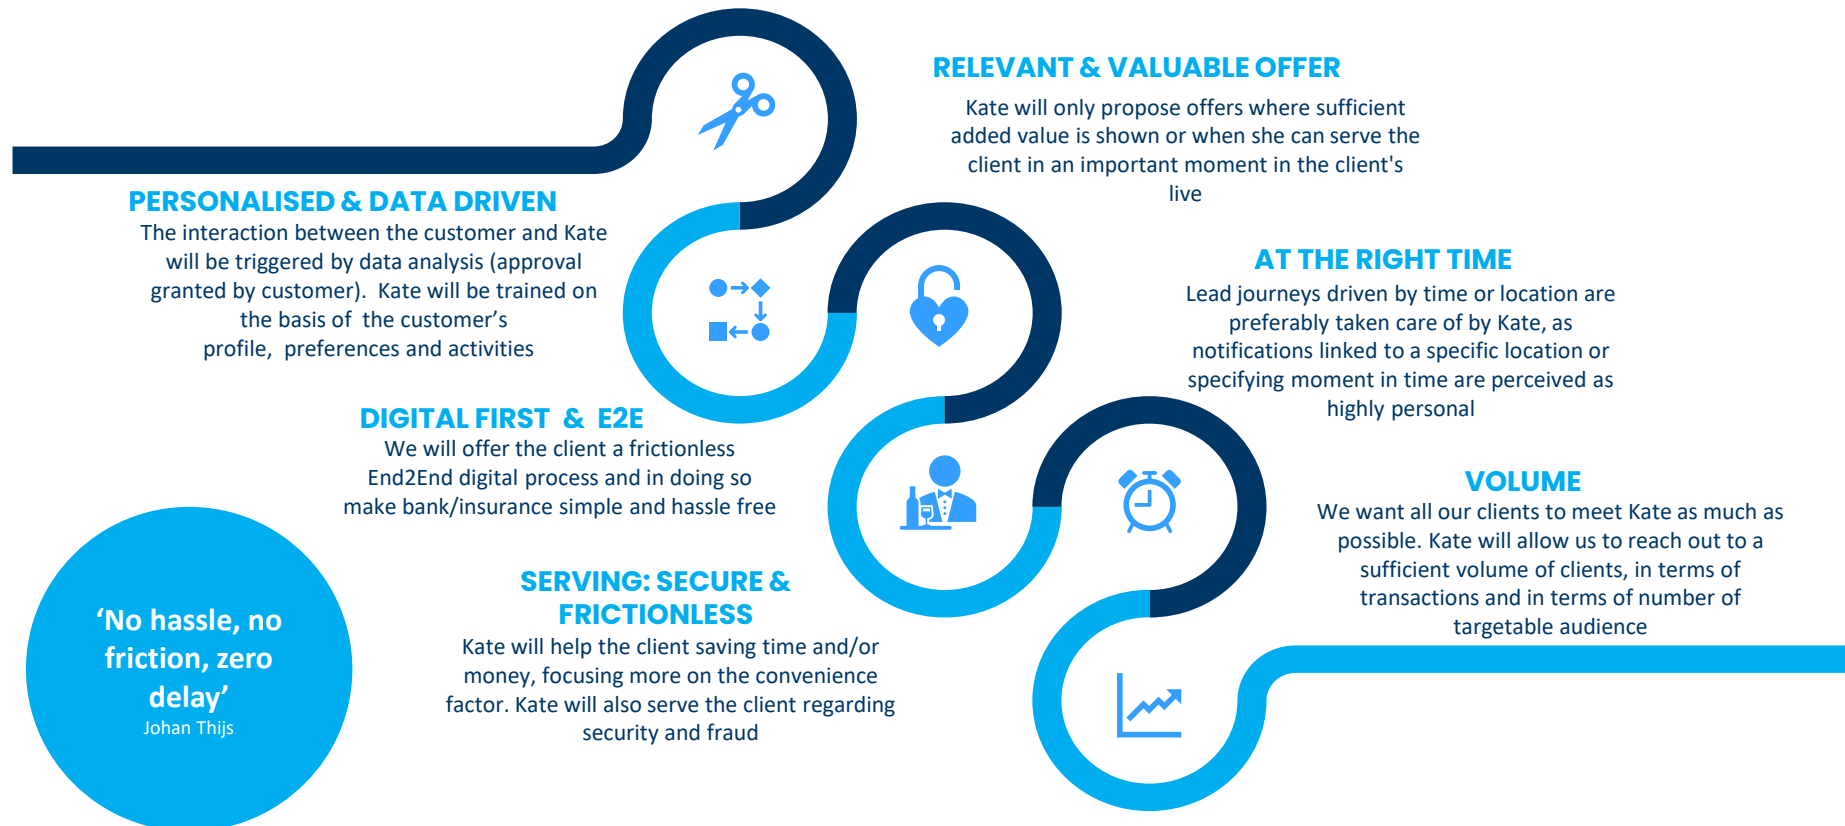 RELEVANT & VALUABLE OFFER
Kate will only propose offers where sufficient
added value is shown or when she can serve the
client in an important moment in the client's
live
PERSONALISED & DATA DRIVEN
The interaction between the customer and Kate
will be triggered by data analysis (approval
granted by customer). Kate will be trained on
the basis of the customer’s
profile, preferences and activities
AT THE RIGHT TIME
Lead journeys driven by time or location are
preferably taken care of by Kate, as
notifications linked to a specific location or
specifying moment in time are perceived as
highly personal
DIGITAL FIRST & E2E
We will offer the client a frictionless
End2End digital process and in doing so
make bank/insurance simple and hassle free
VOLUME
We want all our clients to meet Kate as much as
possible. Kate will allow us to reach out to a
sufficient volume of clients, in terms of
transactions and in terms of number of
targetable audience
SERVING: SECURE &
FRICTIONLESS
Kate will help the client saving time and/or
money, focusing more on the convenience
factor. Kate will also serve the client regarding
security and fraud
‘No hassle, no
friction, zero
delay’
Johan Thijs